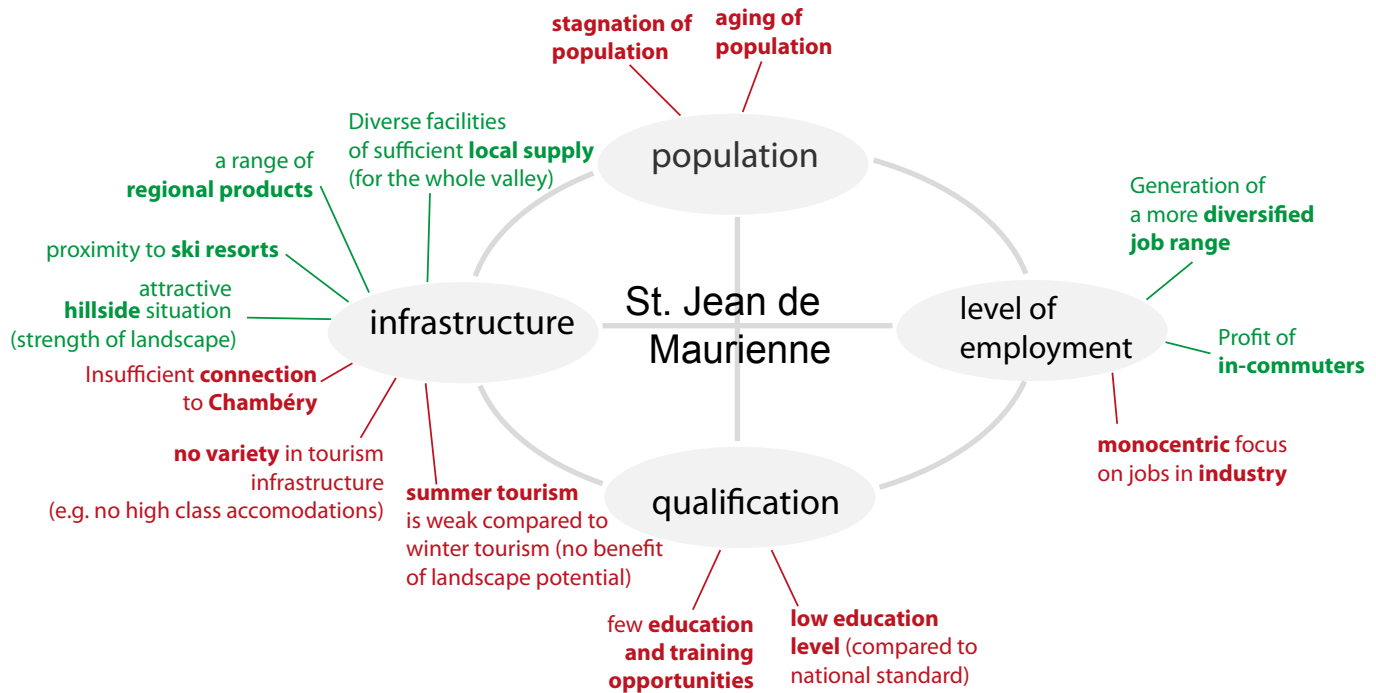 stagnation of
population
aging of
population
population
Diverse facilities
of sufficient local supply
(for the whole valley)
a range of
regional products
proximity to ski resorts
attractive
hillside situation
(strength of landscape)
infrastructure
Insufficient connection
to Chambéry
no variety in tourism
infrastructure
(e.g. no high class accomodations)
summer tourism
is weak compared to
winter tourism (no benefit
of landscape potential)
St. Jean de
Maurienne
level of
employment
Generation of
a more diversified
job range
Profit of
in-commuters
monocentric focus
on jobs in industry
qualification
few education
and training
opportunities
low education
level (compared to
national standard)